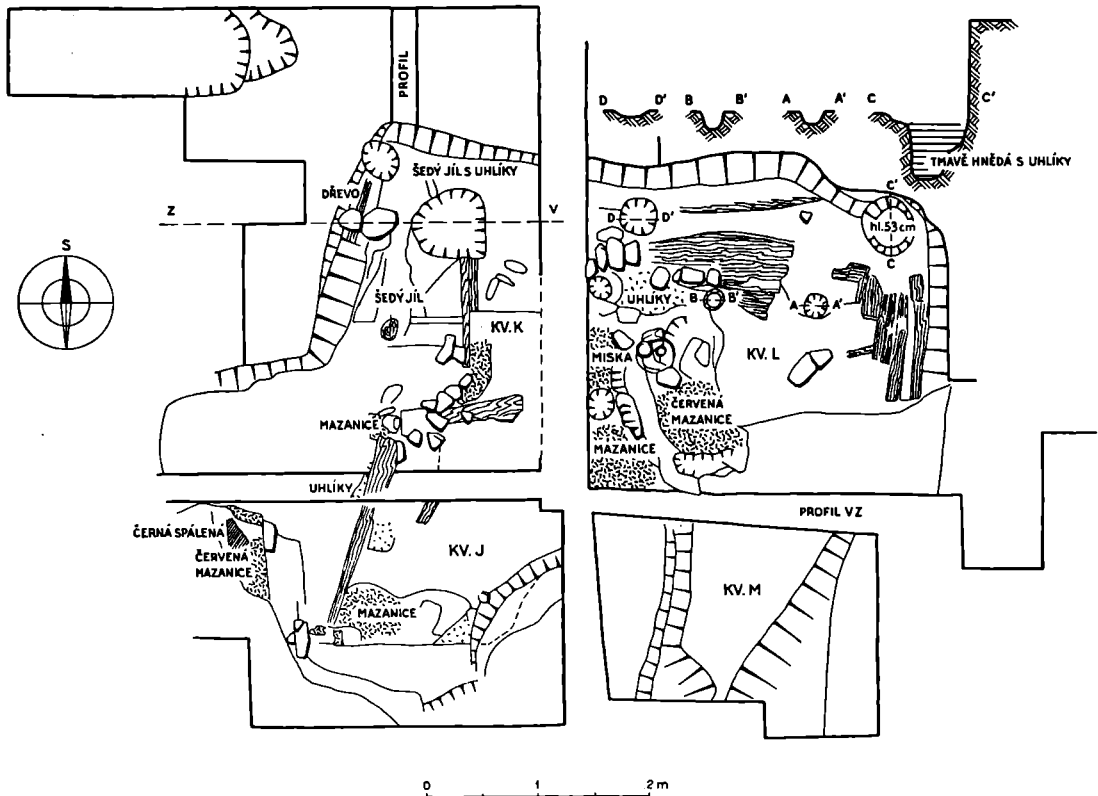 PROFIL
D D' B B' A A' C C'
TMAVĚ HNĚDÁ S UHLÍKY
ŠEDÝ JÍL S UHLÍKY
DŘEVO
Z V
C'
D D'
hl. 53 cm
C
S
ŠEDÝ JÍL
UHLÍKY
B B' A A'
KV. K
MISKA
KV. L
ČERVENÁ
MAZANICE
MAZANICE
MAZANICE
UHLÍKY
PROFIL VZ
ČERNÁ SPÁLENÁ
ČERVENÁ
MAZANICE
KV. J
KV. M
MAZANICE
0 1 2 m